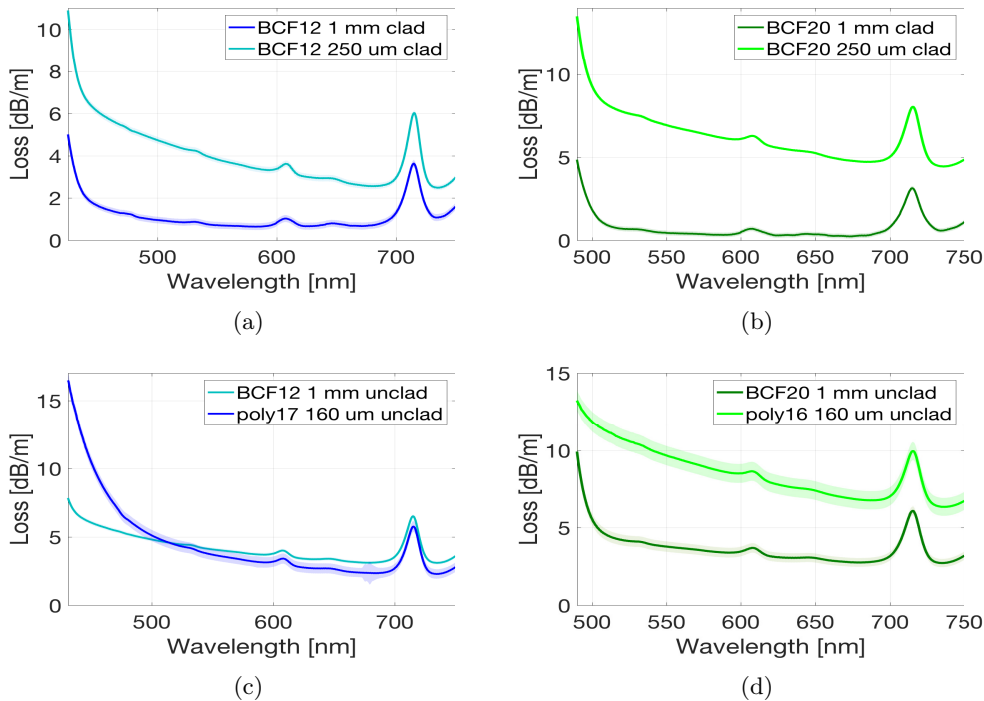 BCF12 1 mm clad
BCF12 250 um clad
10
8
6
4
2
0
Loss [dB/m]
500
600
700
Wavelength [nm]
(a)
BCF20 1 mm clad
BCF20 250 um clad
10
5
0
Loss [dB/m]
500
550
600
650
700
750
Wavelength [nm]
(b)
BCF12 1 mm unclad
poly17 160 um unclad
15
10
5
0
Loss [dB/m]
500
600
700
Wavelength [nm]
(c)
BCF20 1 mm unclad
poly16 160 um unclad
15
10
5
0
Loss [dB/m]
500
550
600
650
700
750
Wavelength [nm]
(d)